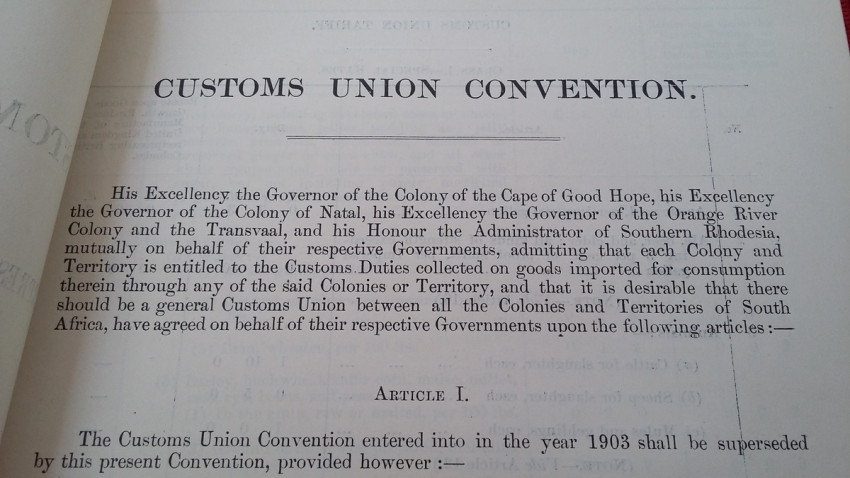 CUSTOMS UNION CONVENTION.
His Excellency the Governor of the Colony of the Cape of Good Hope, his Excellency
the Governor of the Colony of Natal, his Excellency the Governor of the Orange River
Colony and the Transvaal, and his Honour the Administrator of Southern Rhodesia,
mutually on behalf of their respective Governments, admitting that each Colony and
Territory is entitled to the Customs Duties collected on goods imported for consumption
therein through any of the said Colonies or Territory, and that it is desirable that there
should be a general Customs Union between all the Colonies and Territories of South
Africa, have agreed on behalf of their respective Governments upon the following articles :—
ARTICLE I.
The Customs Union Convention entered into in the year 1903 shall be superseded
by this present Convention, provided however :—